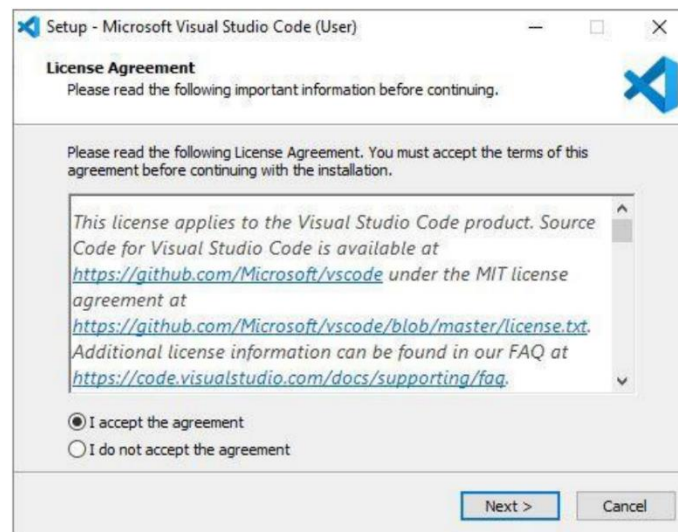 Setup - Microsoft Visual Studio Code (User)
License Agreement
Please read the following important information before continuing.
Please read the following License Agreement. You must accept the terms of this
agreement before continuing with the installation.
This license applies to the Visual Studio Code product. Source
Code for Visual Studio Code is available at
https://github.com/Microsoft/vscode under the MIT license
agreement at
https://github.com/Microsoft/vscode/blob/master/license.txt.
Additional license information can be found in our FAQ at
https://code.visualstudio.com/docs/supporting/faq.
I accept the agreement
I do not accept the agreement
Next >
Cancel